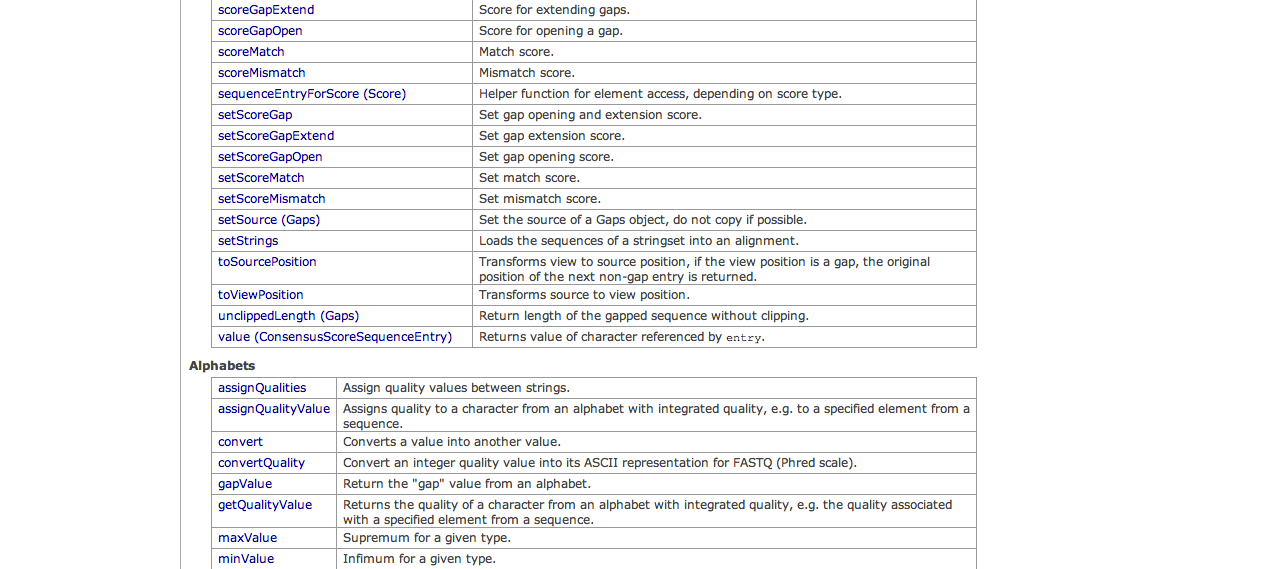 scoreGapExtend Score for extending gaps.
scoreGapOpen Score for opening a gap.
scoreMatch Match score.
scoreMismatch Mismatch score.
sequenceEntryForScore (Score) Helper function for element access, depending on score type.
setScoreGap Set gap opening and extension score.
setScoreGapExtend Set gap extension score.
setScoreGapOpen Set gap opening score.
setScoreMatch Set match score.
setScoreMismatch Set mismatch score.
setSource (Gaps) Set the source of a Gaps object, do not copy if possible.
setStrings Loads the sequences of a stringset into an alignment.
toSourcePosition Transforms view to source position, if the view position is a gap, the original
position of the next non-gap entry is returned.
toViewPosition Transforms source to view position.
unclippedLength (Gaps) Return length of the gapped sequence without clipping.
value (ConsensusScoreSequenceEntry) Returns value of character referenced by entry.
Alphabets
assignQualities Assign quality values between strings.
assignQualityValue Assigns quality to a character from an alphabet with integrated quality, e.g. to a specified element from a
sequence.
convert Converts a value into another value.
convertQuality Convert an integer quality value into its ASCII representation for FASTQ (Phred scale).
gapValue Return the "gap" value from an alphabet.
getQualityValue Returns the quality of a character from an alphabet with integrated quality, e.g. the quality associated
with a specified element from a sequence.
maxValue Supremum for a given type.
minValue Infimum for a given type.